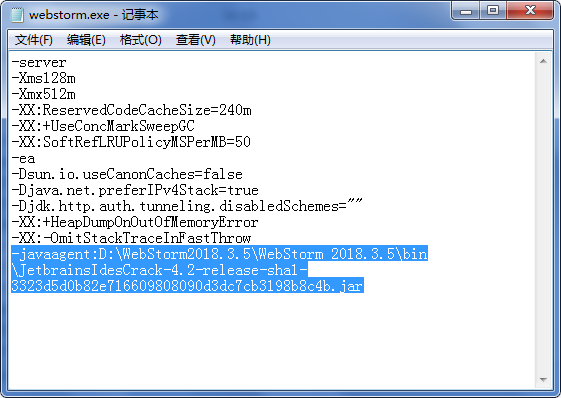 webstorm.exe - 记事本
文件(F) 编辑(E) 格式(O) 查看(V) 帮助(H)
-server
-Xms128m
-Xmx512m
-XX:ReservedCodeCacheSize=240m
-XX:+UseConcMarkSweepGC
-XX:SoftRefLRUPolicyMSPerMB=50
-ea
-Dsun.io.useCanonCaches=false
-Djava.net.preferIPv4Stack=true
-Djdk.http.auth.tunneling.disabledSchemes=""
-XX:+HeapDumpOnOutOfMemoryError
-XX:-OmitStackTraceInFastThrow
-javaagent:D:\WebStorm2018.3.5\WebStorm 2018.3.5\bin
\JetbrainsIdesCrack-4.2-release-sha1-
3323d5d0b82e716609808090d3dc7cb3198b8c4b.jar